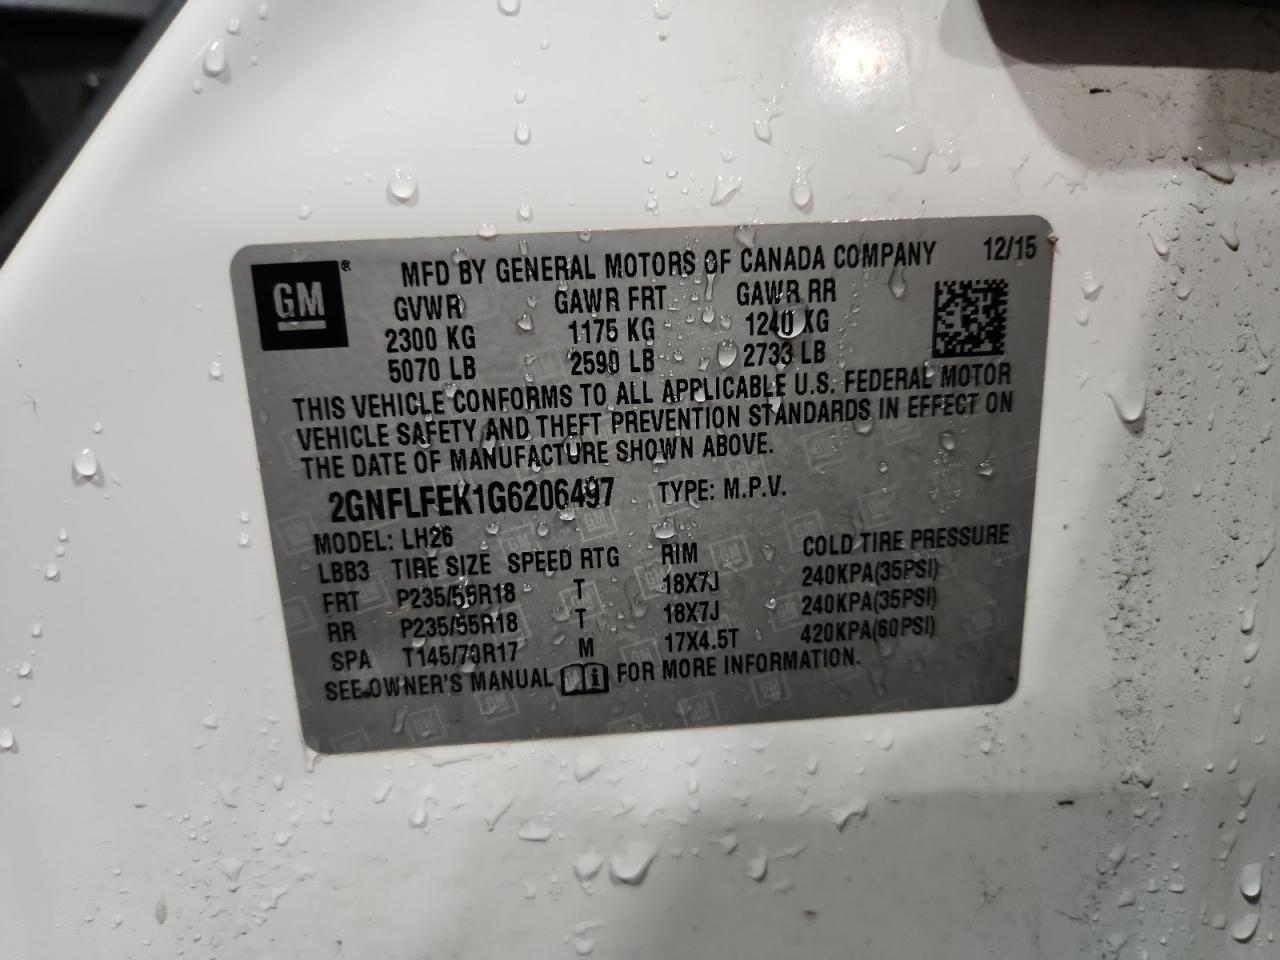 GM ® MFD BY GENERAL MOTORS OF CANADA COMPANY 12/15
GVWR GAWR FRT GAWR RR
2300 KG 1175 KG 1240 KG
5070 LB 2590 LB 2733 LB
THIS VEHICLE CONFORMS TO ALL APPLICABLE U.S. FEDERAL MOTOR
VEHICLE SAFETY AND THEFT PREVENTION STANDARDS IN EFFECT ON
THE DATE OF MANUFACTURE SHOWN ABOVE.
2GNFLFEK1G6206497 TYPE: M.P.V.
MODEL: LH26
LBB3 TIRE SIZE SPEED RTG RIM COLD TIRE PRESSURE
FRT P235/55R18 T 18X7J 240KPA(35PSI)
RR P235/55R18 T 18X7J 240KPA(35PSI)
SPA T145/70R17 M 17X4.5T 420KPA(60PSI)
SEE OWNER'S MANUAL FOR MORE INFORMATION.